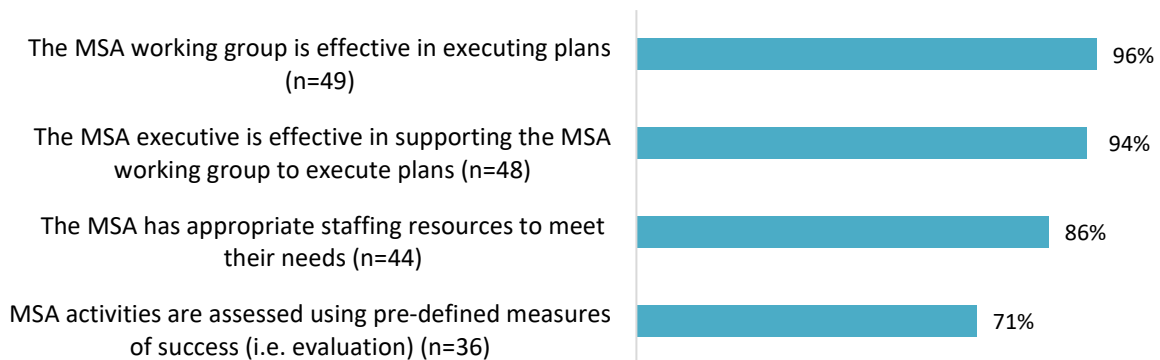 The MSA working group is effective in executing plans
(n=49)
96%
The MSA executive is effective in supporting the MSA
working group to execute plans (n=48)
94%
The MSA has appropriate staffing resources to meet
their needs (n=44)
86%
MSA activities are assessed using pre-defined measures
of success (i.e. evaluation) (n=36)
71%